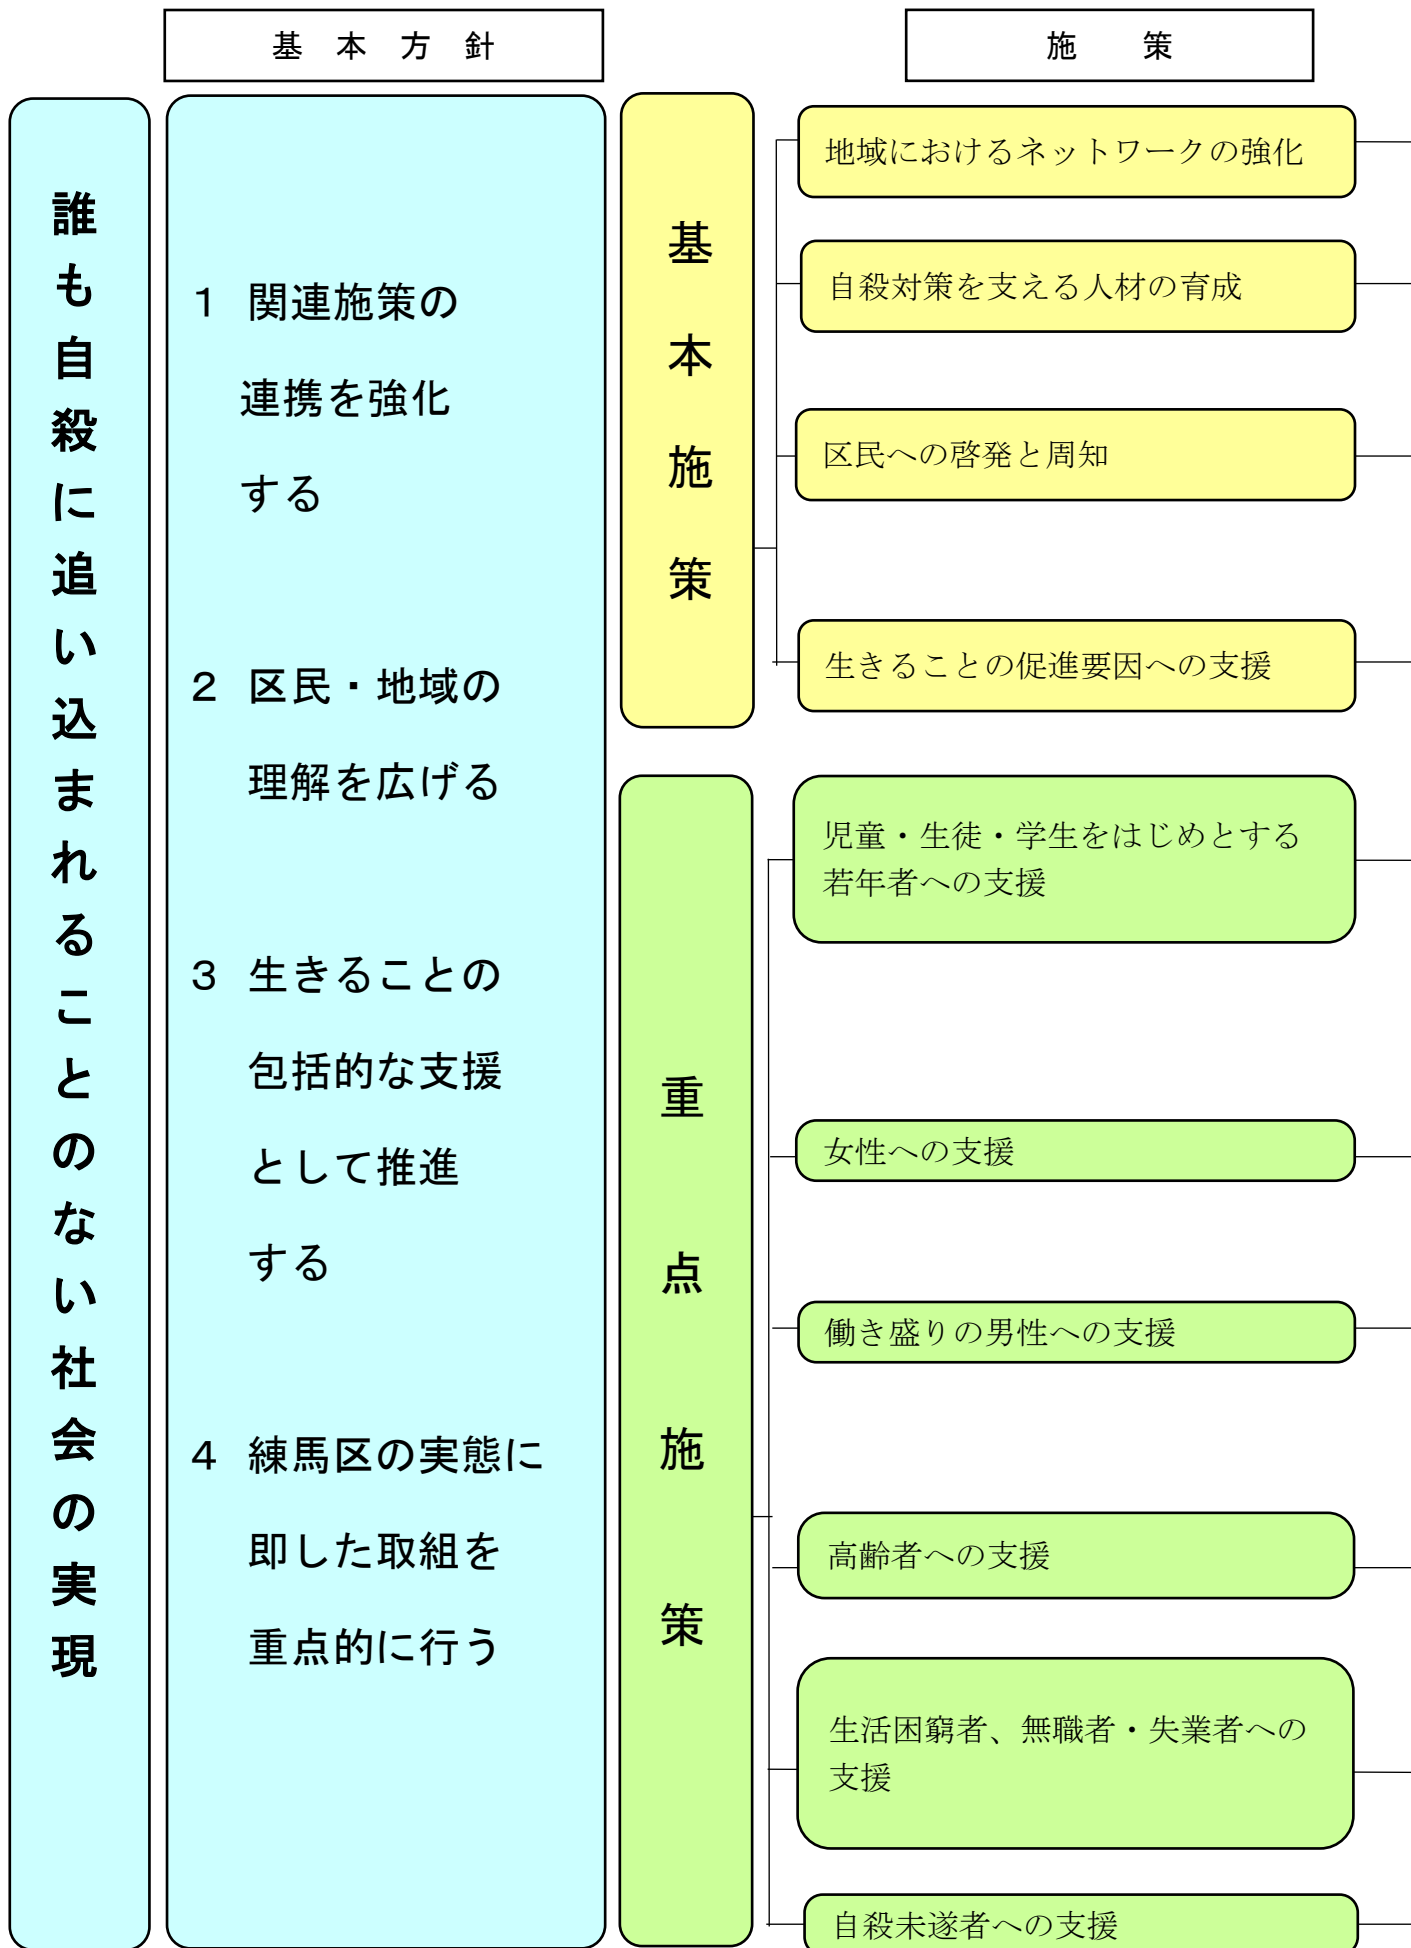 基本方針
施策
誰も自殺に追い込まれることのない社会の実現
１ 関連施策の
連携を強化
する
２ 区民・地域の
理解を広げる
３ 生きることの
包括的な支援
として推進
する
４ 練馬区の実態に
即した取組を
重点的に行う
基本施策
地域におけるネットワークの強化
自殺対策を支える人材の育成
区民への啓発と周知
生きることの促進要因への支援
重点施策
児童・生徒・学生をはじめとする
若年者への支援
女性への支援
働き盛りの男性への支援
高齢者への支援
生活困窮者、無職者・失業者への
支援
自殺未遂者への支援